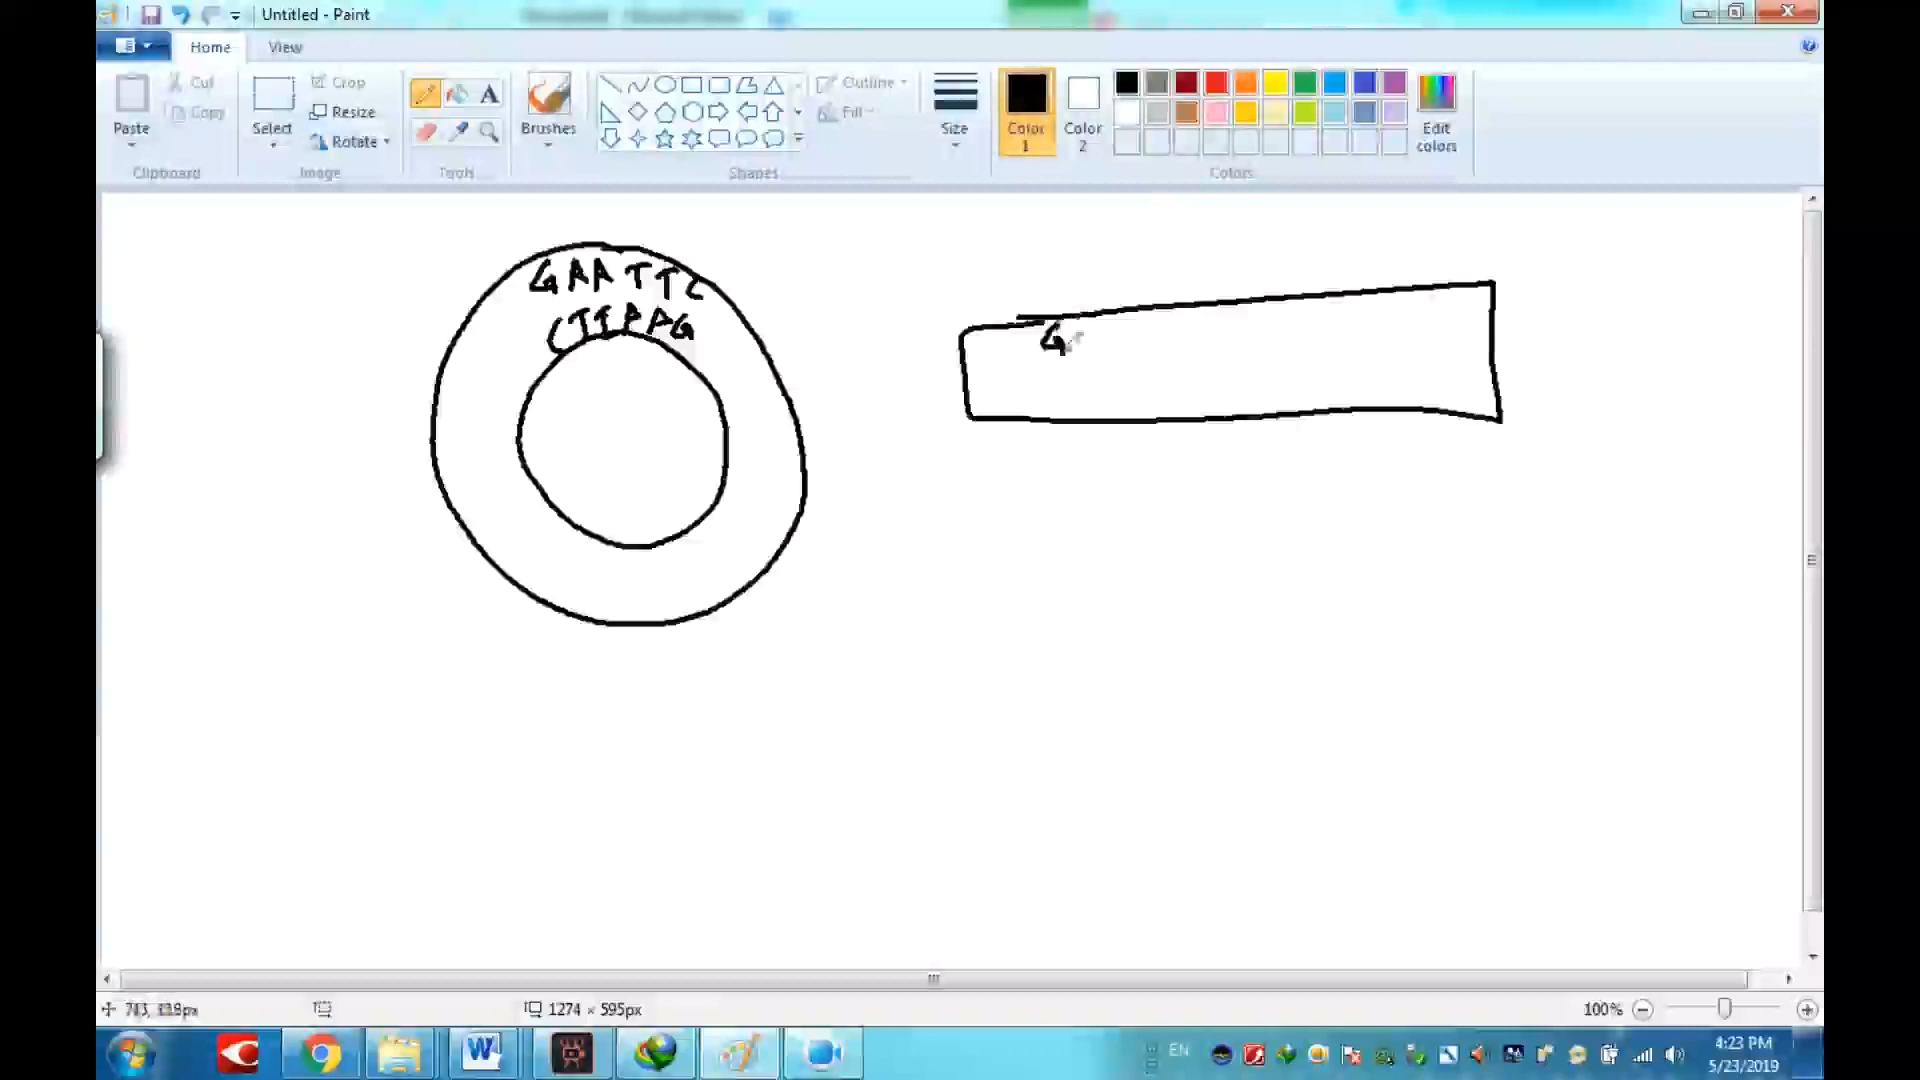 Untitled - Paint
Home View
Paste
Cut
Copy
Clipboard
Select
Crop
Resize
Rotate
Image
Tools
A
Brushes
Shapes
Outline
Fill
Size
Color 1
Color 2
Edit colors
Colors
GAATTC
CTTAAG
G
1274 × 595px
100%
EN
4:23 PM
5/23/2019